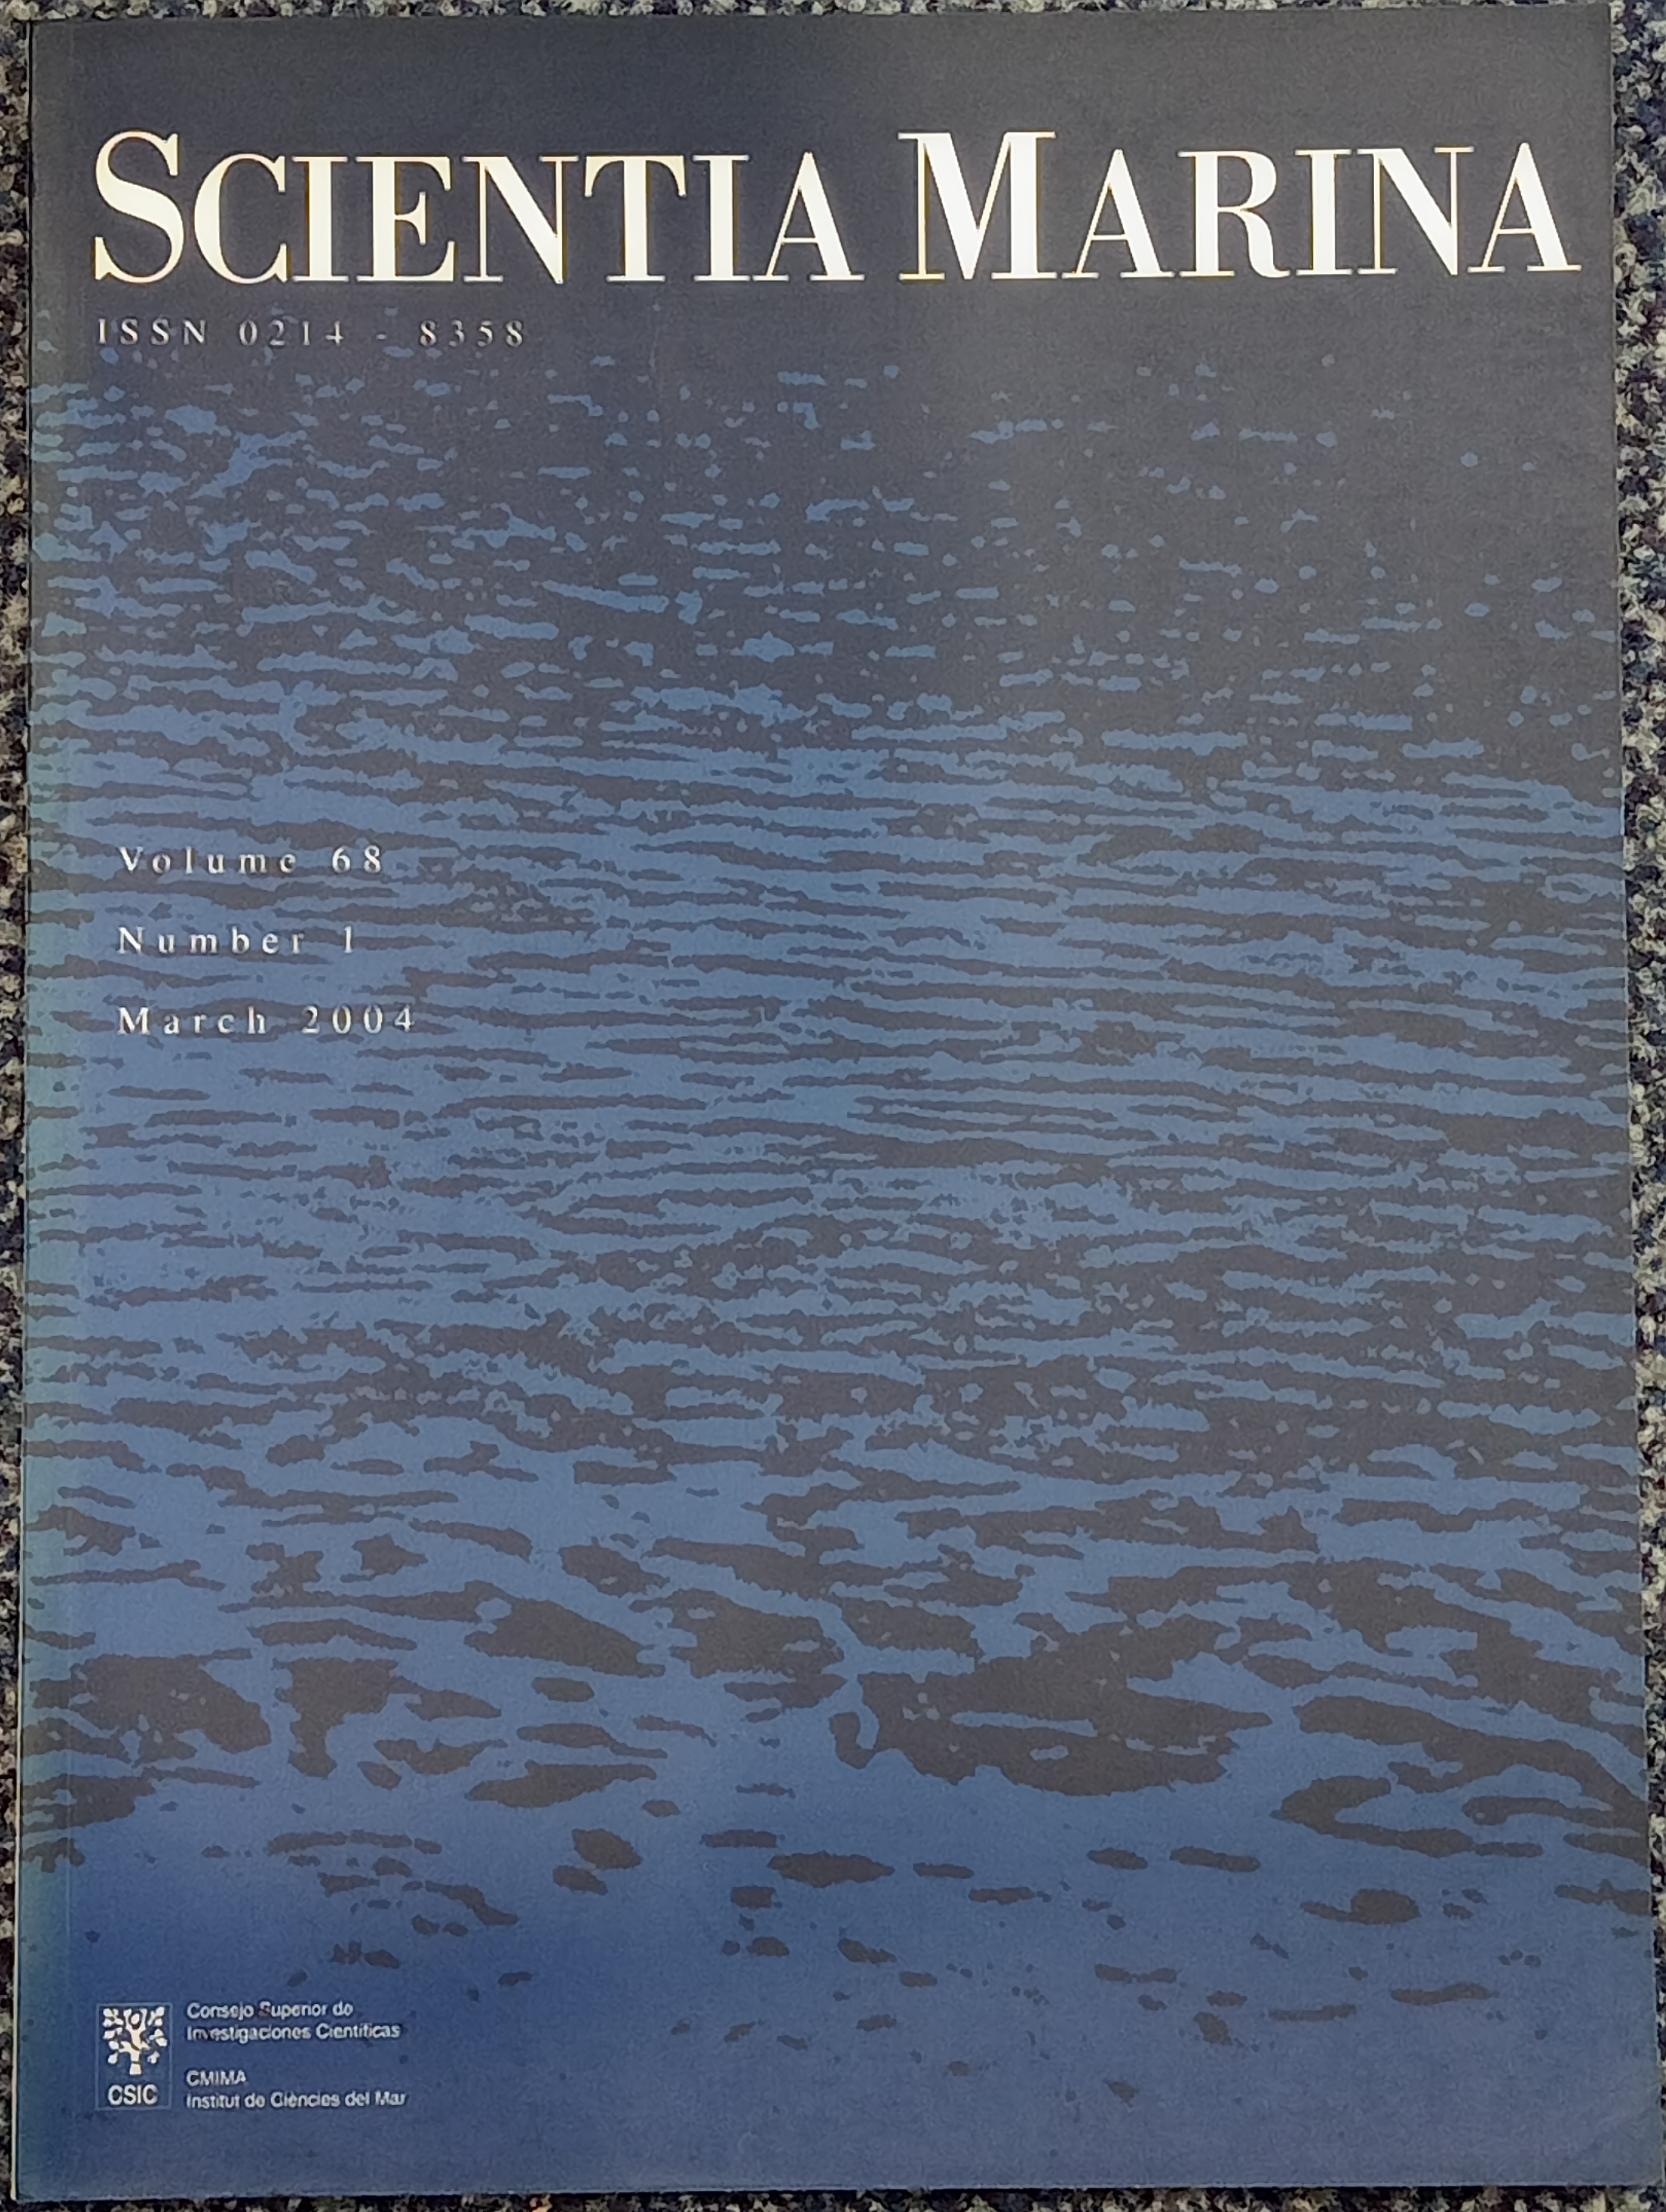 SCIENTIA MARINA
ISSN 0214 - 8358
Volume 68
Number 1
March 2004
CSIC
Consejo Superior de
Investigaciones Científicas
CMIMA
Institut de Ciències del Mar